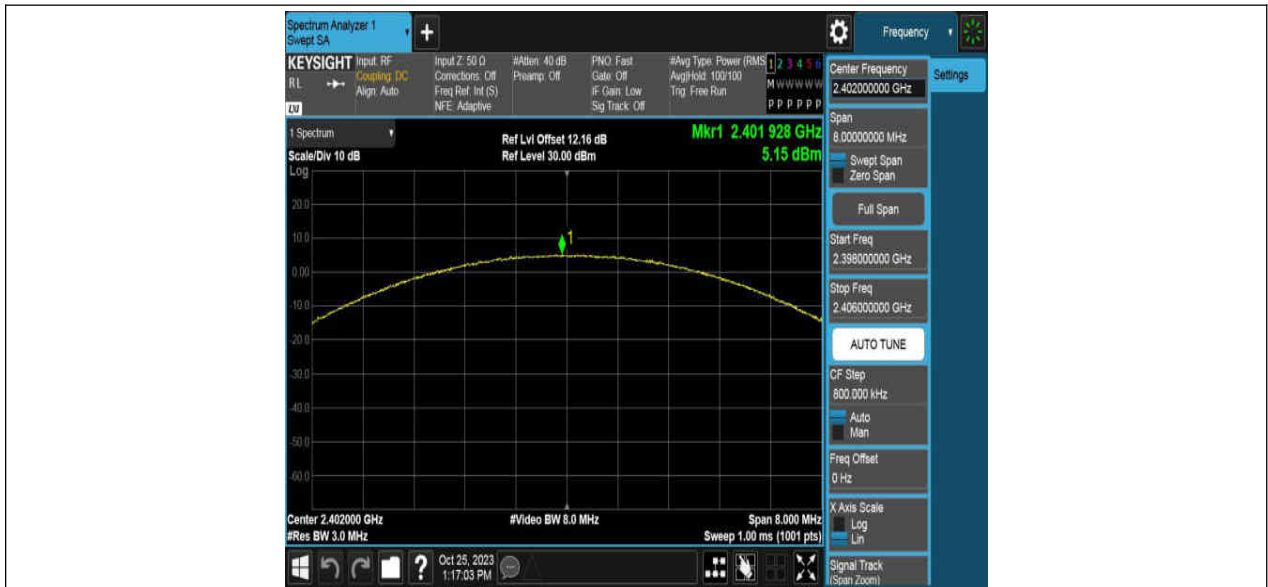 Spectrum Analyzer 1
Swept SA
+
Frequency
KEYSIGHT
RL
LXI
Input: RF
Coupling: DC
Align: Auto
Input Z: 50 Ω
Corrections: Off
Freq Ref: Int (S)
NFE: Adaptive
#Atten: 40 dB
Preamp: Off
PNO: Fast
Gate: Off
IF Gain: Low
Sig Track: Off
#Avg Type: Power (RMS
Avg|Hold: 100/100
Trig: Free Run
1 2 3 4 5 6
M W W W W W
P P P P P P
1 Spectrum
Scale/Div 10 dB
Log
Ref Lvl Offset 12.16 dB
Ref Level 30.00 dBm
Mkr1 2.401 928 GHz
5.15 dBm
20.0
10.0
1
0.00
-10.0
-20.0
-30.0
-40.0
-50.0
-60.0
Center 2.402000 GHz
#Res BW 3.0 MHz
#Video BW 8.0 MHz
Span 8.000 MHz
Sweep 1.00 ms (1001 pts)
?
Oct 25, 2023
1:17:03 PM
Center Frequency
2.402000000 GHz
Settings
Span
8.00000000 MHz
Swept Span
Zero Span
Full Span
Start Freq
2.398000000 GHz
Stop Freq
2.406000000 GHz
AUTO TUNE
CF Step
800.000 kHz
Auto
Man
Freq Offset
0 Hz
X Axis Scale
Log
Lin
Signal Track
(Span Zoom)